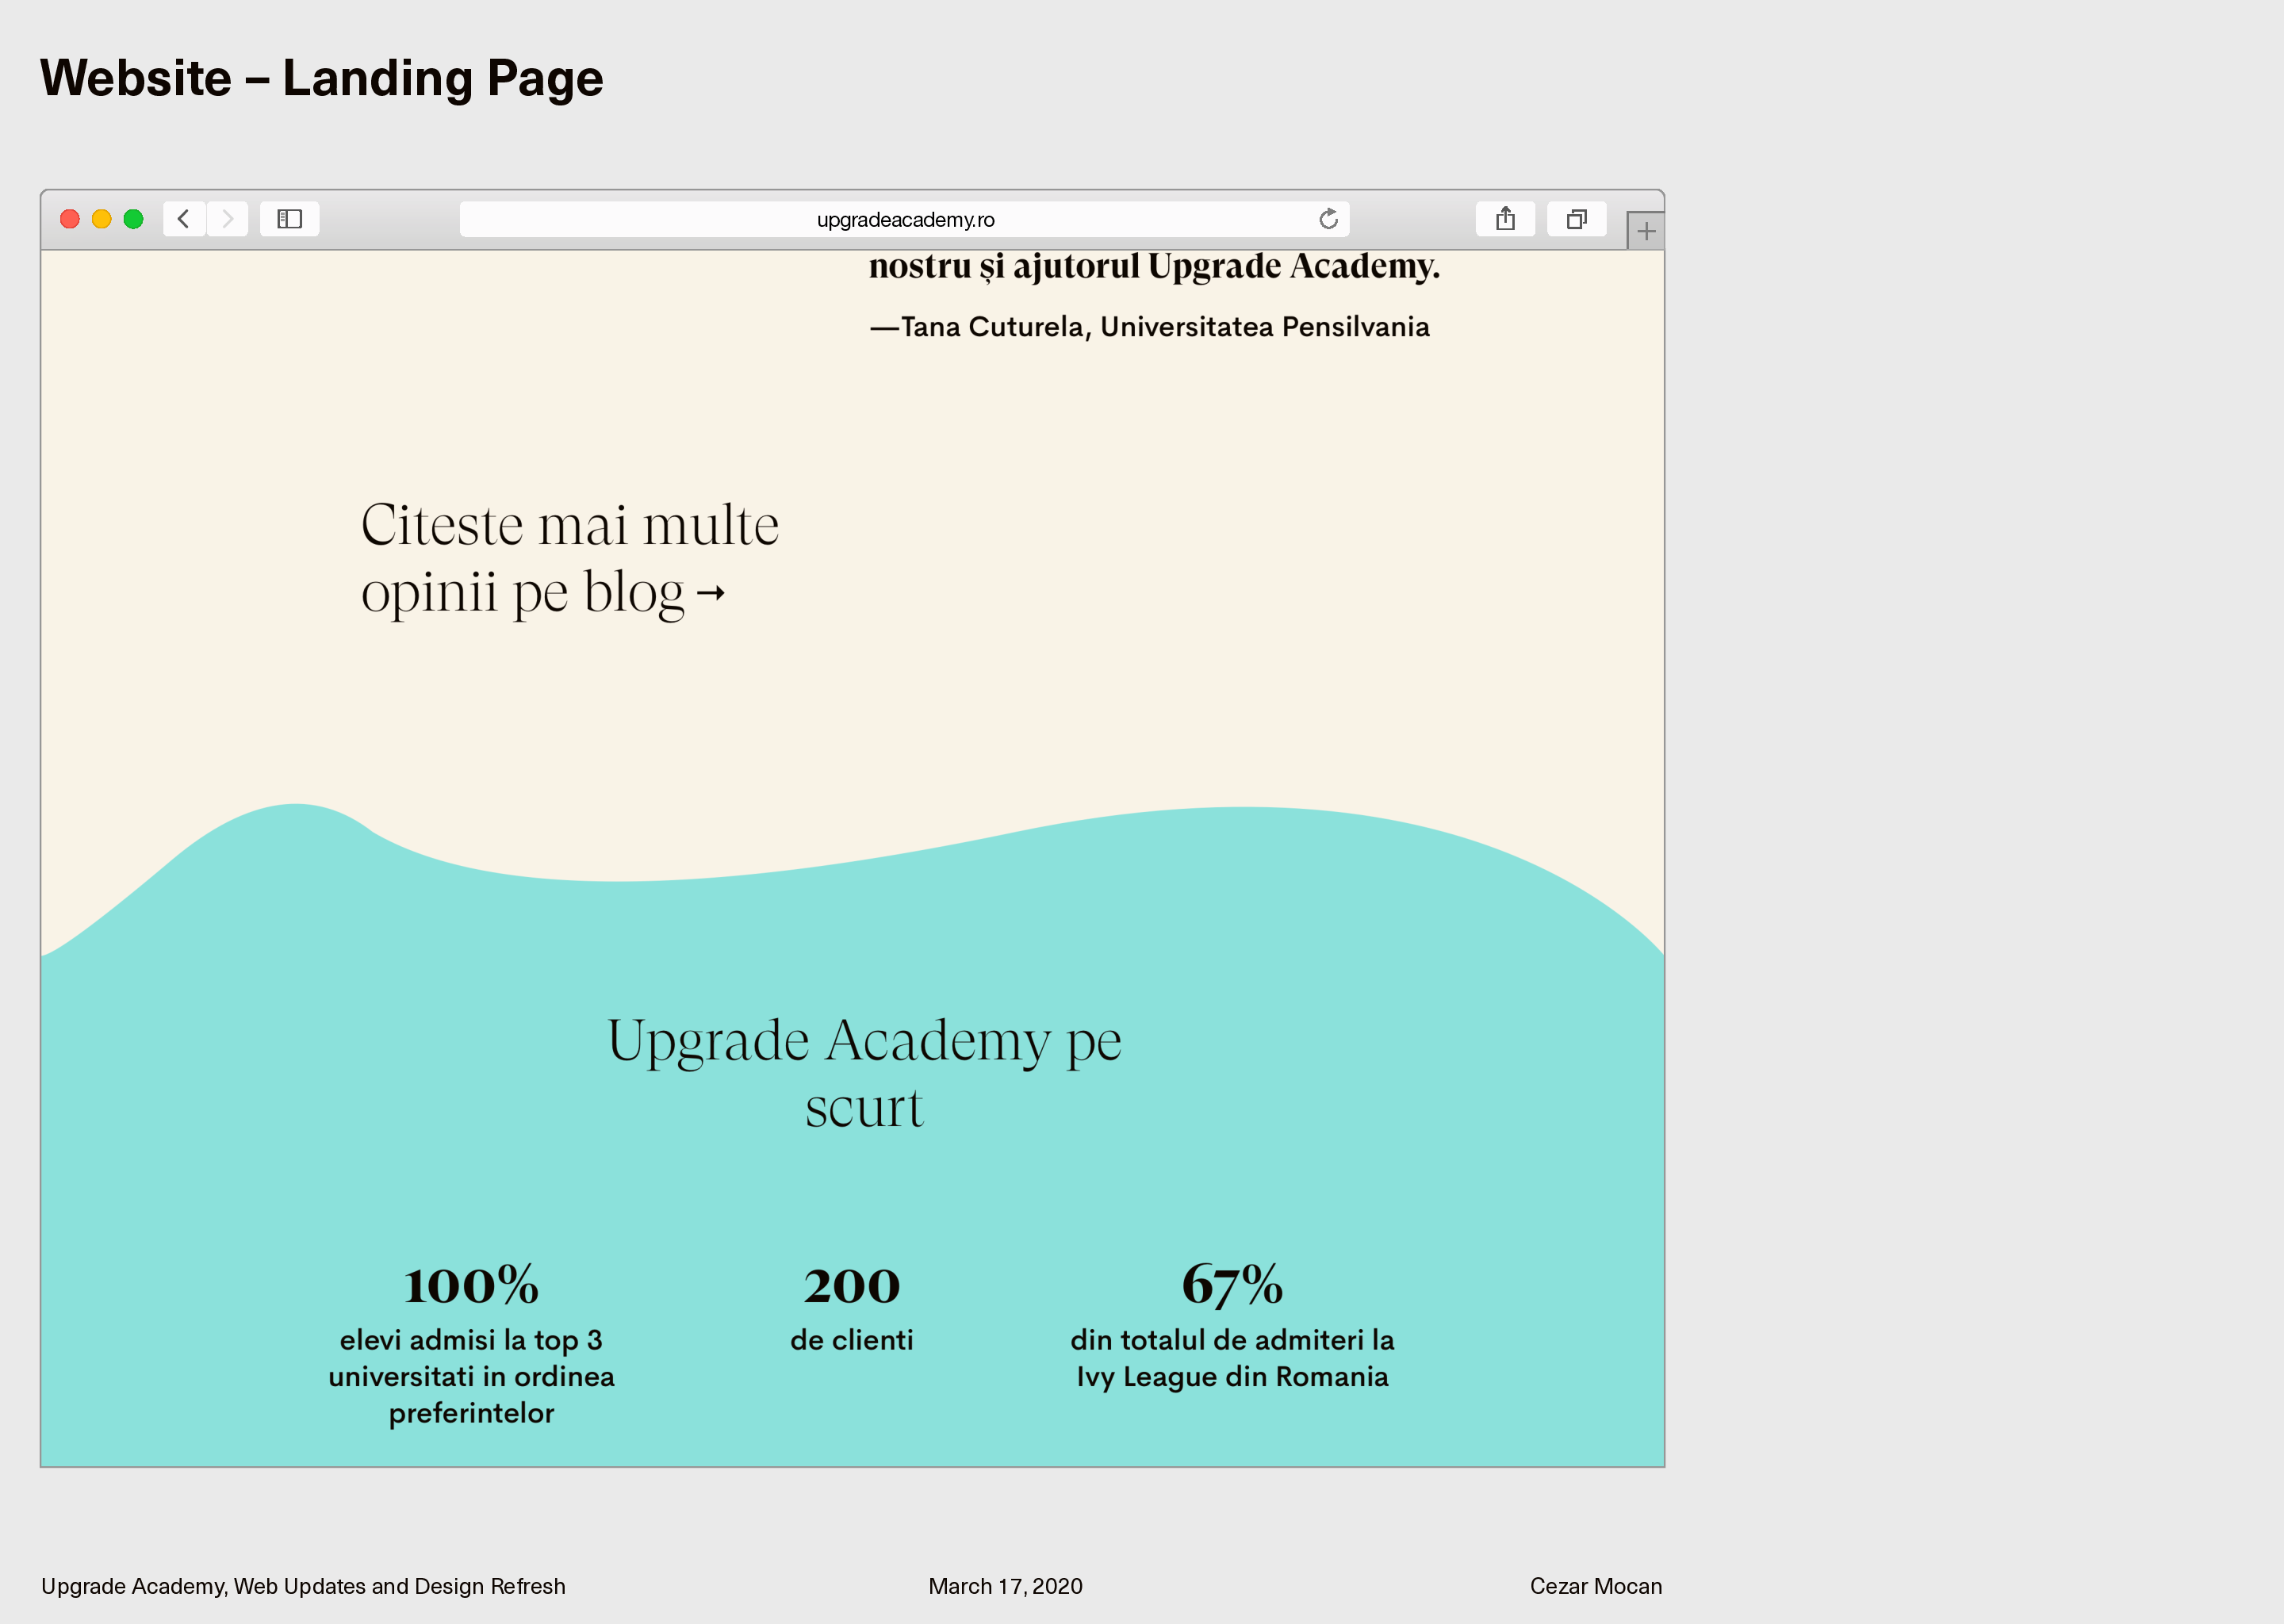 Website – Landing Page
upgradeacademy.ro
nostru și ajutorul Upgrade Academy.
—Tana Cuturela, Universitatea Pensilvania
Citeste mai multe
opinii pe blog →
Upgrade Academy pe
scurt
100%
elevi admisi la top 3
universitati in ordinea
preferintelor
200
de clienti
67%
din totalul de admiteri la
Ivy League din Romania
Upgrade Academy, Web Updates and Design Refresh
March 17, 2020
Cezar Mocan